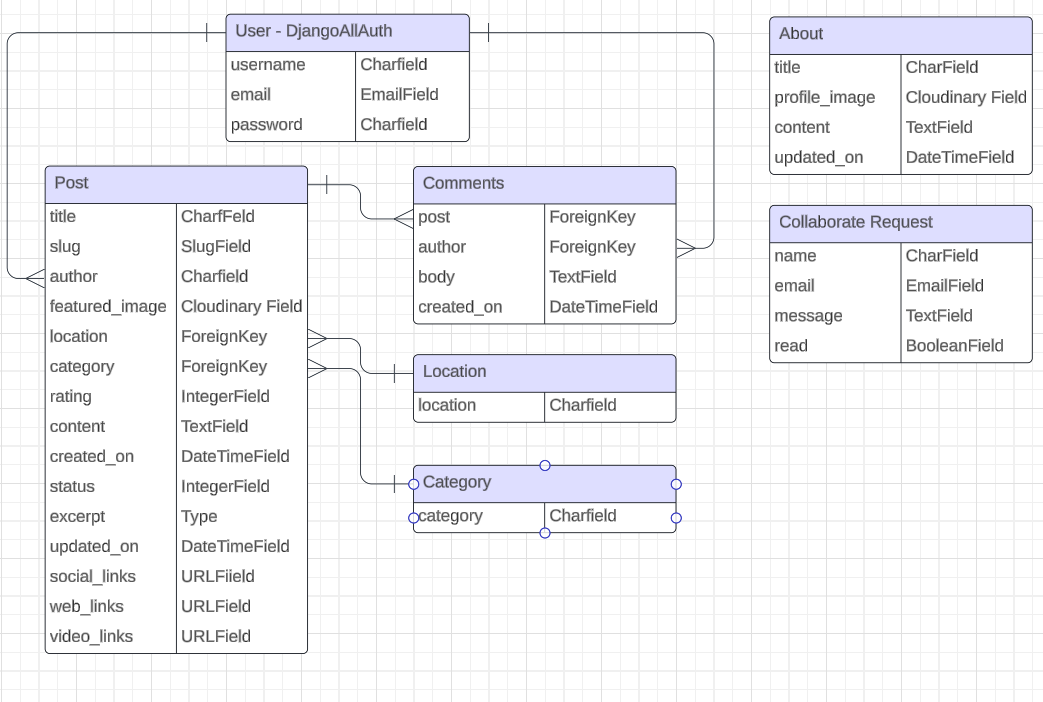 User - DjangoAllAuth
username Charfield
email EmailField
password Charfield
About
title CharField
profile_image Cloudinary Field
content TextField
updated_on DateTimeField
Post
title CharfFeld
slug SlugField
author Charfield
featured_image Cloudinary Field
location ForeignKey
category ForeignKey
rating IntegerField
content TextField
created_on DateTimeField
status IntegerField
excerpt Type
updated_on DateTimeField
social_links URLFiield
web_links URLField
video_links URLField
Comments
post ForeignKey
author ForeignKey
body TextField
created_on DateTimeField
Location
location Charfield
Category
category Charfield
Collaborate Request
name CharField
email EmailField
message TextField
read BooleanField